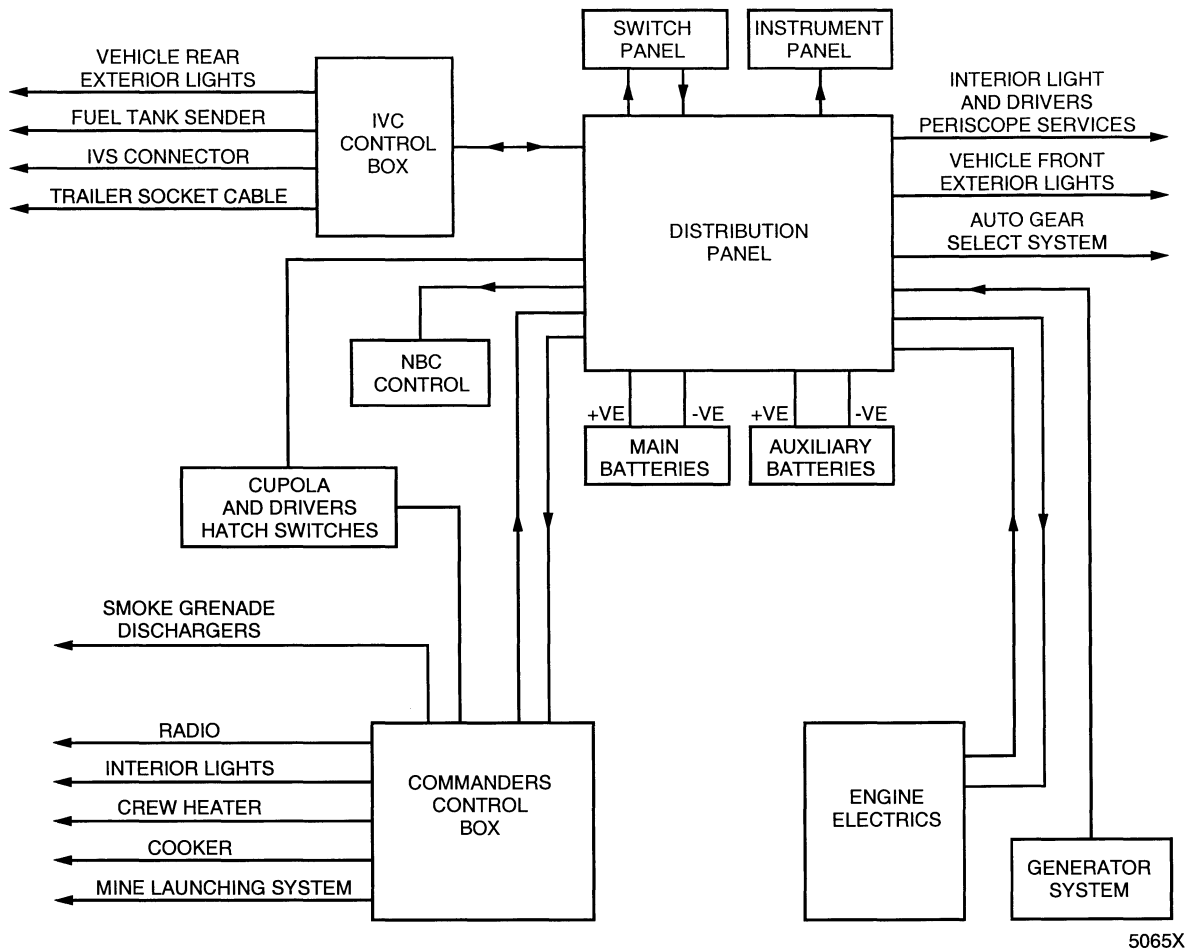 SWITCH
PANEL
INSTRUMENT
PANEL
VEHICLE REAR
EXTERIOR LIGHTS
FUEL TANK SENDER
IVS CONNECTOR
TRAILER SOCKET CABLE
IVC
CONTROL
BOX
DISTRIBUTION
PANEL
INTERIOR LIGHT
AND DRIVERS
PERISCOPE SERVICES
VEHICLE FRONT
EXTERIOR LIGHTS
AUTO GEAR
SELECT SYSTEM
NBC
CONTROL
+VE
-VE
+VE
-VE
MAIN
BATTERIES
AUXILIARY
BATTERIES
CUPOLA
AND DRIVERS
HATCH SWITCHES
SMOKE GRENADE
DISCHARGERS
RADIO
INTERIOR LIGHTS
CREW HEATER
COOKER
MINE LAUNCHING SYSTEM
COMMANDERS
CONTROL
BOX
ENGINE
ELECTRICS
GENERATOR
SYSTEM
5065X